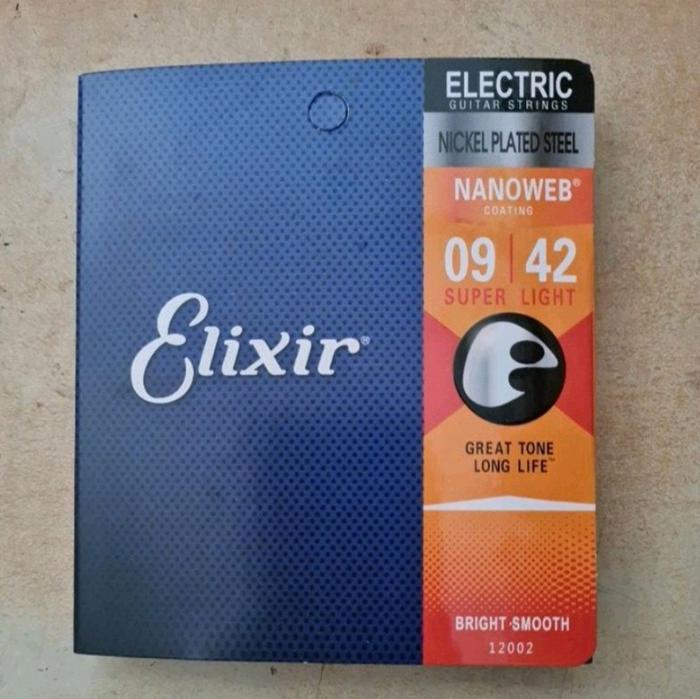 Elixir®
ELECTRIC
GUITAR STRINGS
NICKEL PLATED STEEL
NANOWEB®
COATING
09 | 42
SUPER LIGHT
GREAT TONE
LONG LIFE™
BRIGHT·SMOOTH
12002